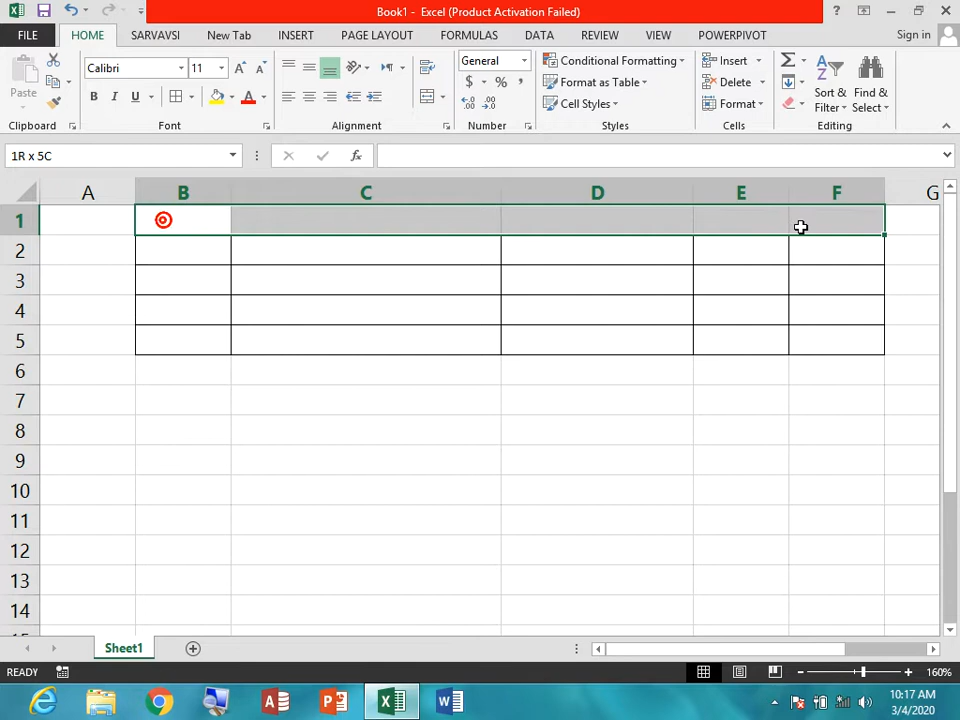 Book1 - Excel (Product Activation Failed)
FILE HOME SARVAVSI New Tab INSERT PAGE LAYOUT FORMULAS DATA REVIEW VIEW POWERPIVOT Sign in
Paste
Calibri 11
B I U
A A
General
$ % ,
Conditional Formatting
Format as Table
Cell Styles
Insert
Delete
Format
Sort & Filter
Find & Select
Clipboard Font Alignment Number Styles Cells Editing
1R x 5C
fx
A B C D E F G
1
2
3
4
5
6
7
8
9
10
11
12
13
14
Sheet1
READY 160%
10:17 AM
3/4/2020